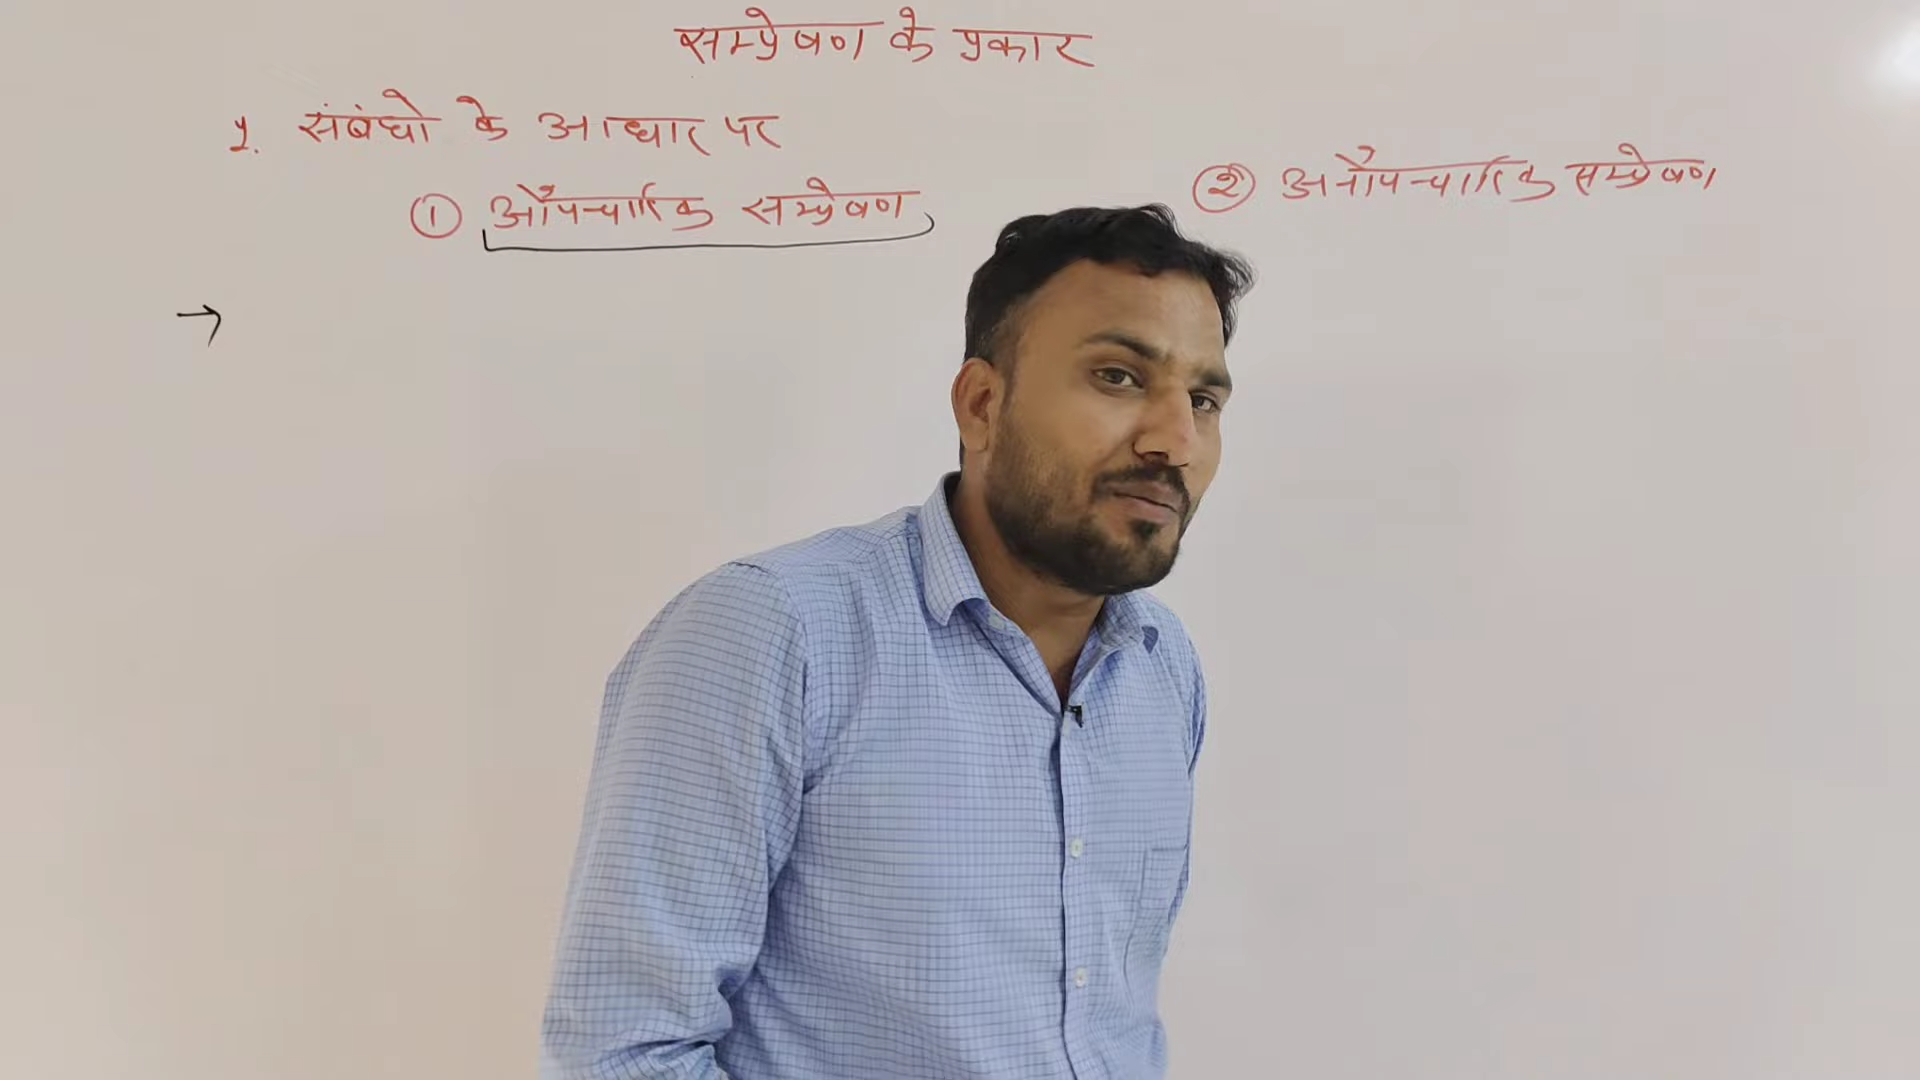 सम्प्रेषण के प्रकार
1. संबंधो के आधार पर
① औपचारिक सम्प्रेषण
② अनौपचारिक सम्प्रेषण
→